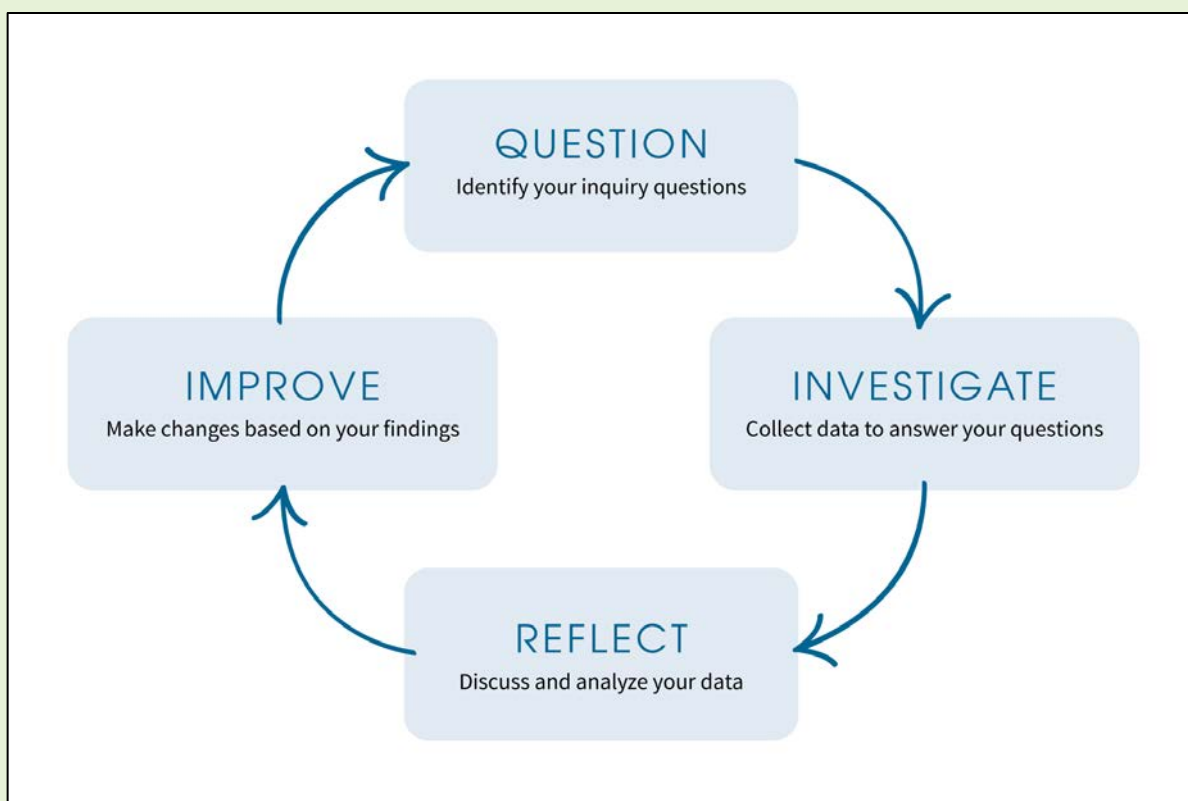 QUESTION
Identify your inquiry questions
INVESTIGATE
Collect data to answer your questions
REFLECT
Discuss and analyze your data
IMPROVE
Make changes based on your findings